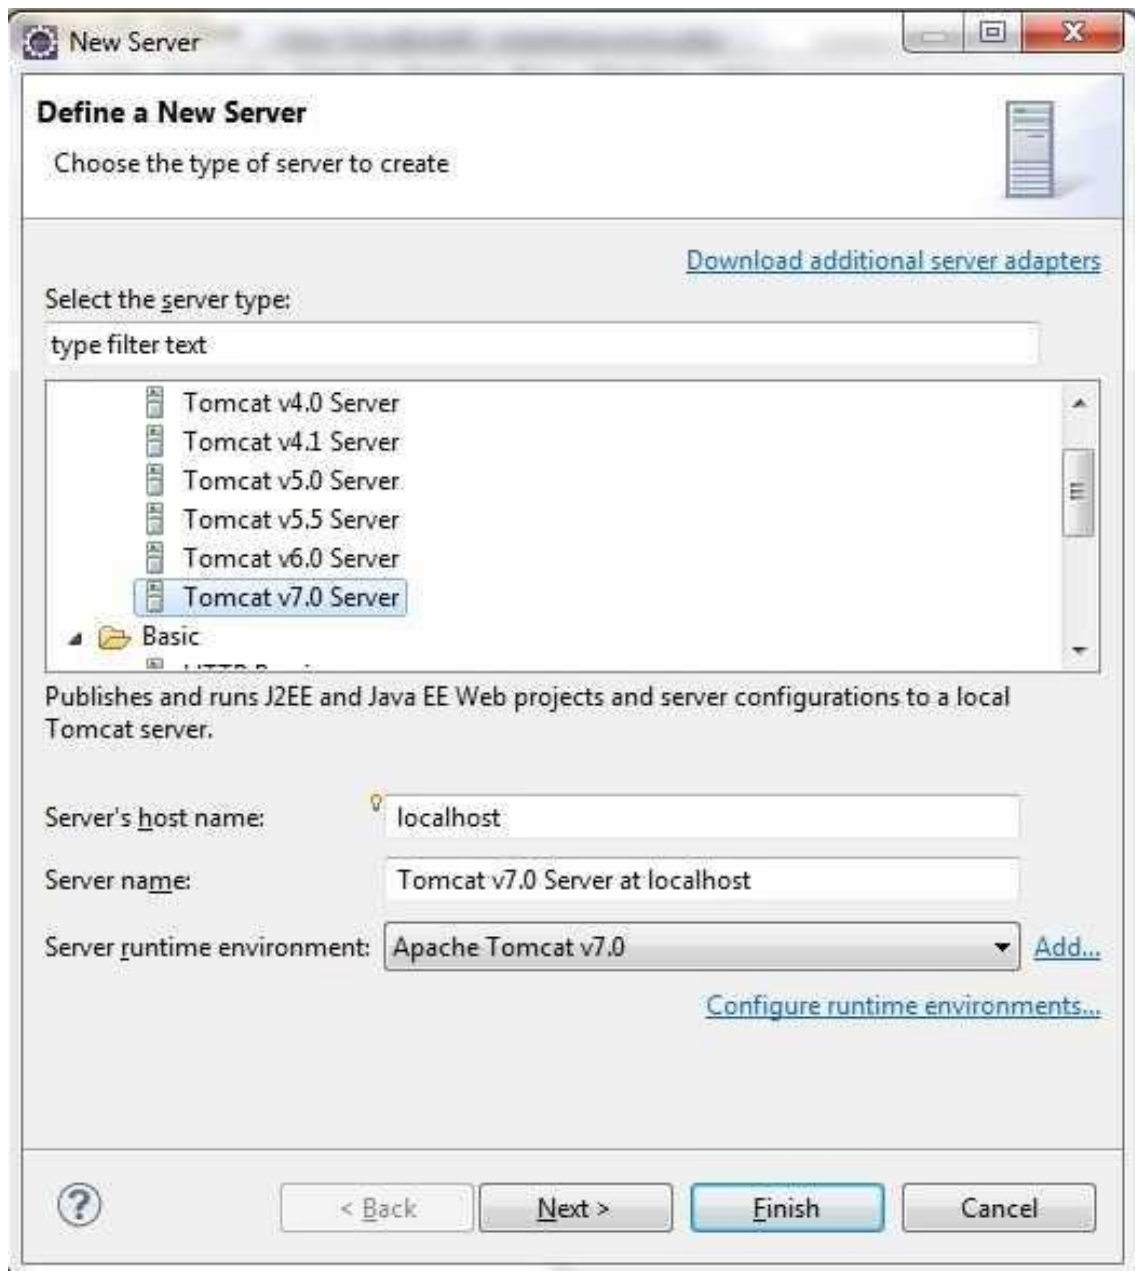 New Server
Define a New Server
Choose the type of server to create
Download additional server adapters
Select the server type:
type filter text
Tomcat v4.0 Server
Tomcat v4.1 Server
Tomcat v5.0 Server
Tomcat v5.5 Server
Tomcat v6.0 Server
Tomcat v7.0 Server
Basic
Publishes and runs J2EE and Java EE Web projects and server configurations to a local
Tomcat server.
Server's host name: localhost
Server name: Tomcat v7.0 Server at localhost
Server runtime environment: Apache Tomcat v7.0 Add...
Configure runtime environments...
? < Back Next > Finish Cancel